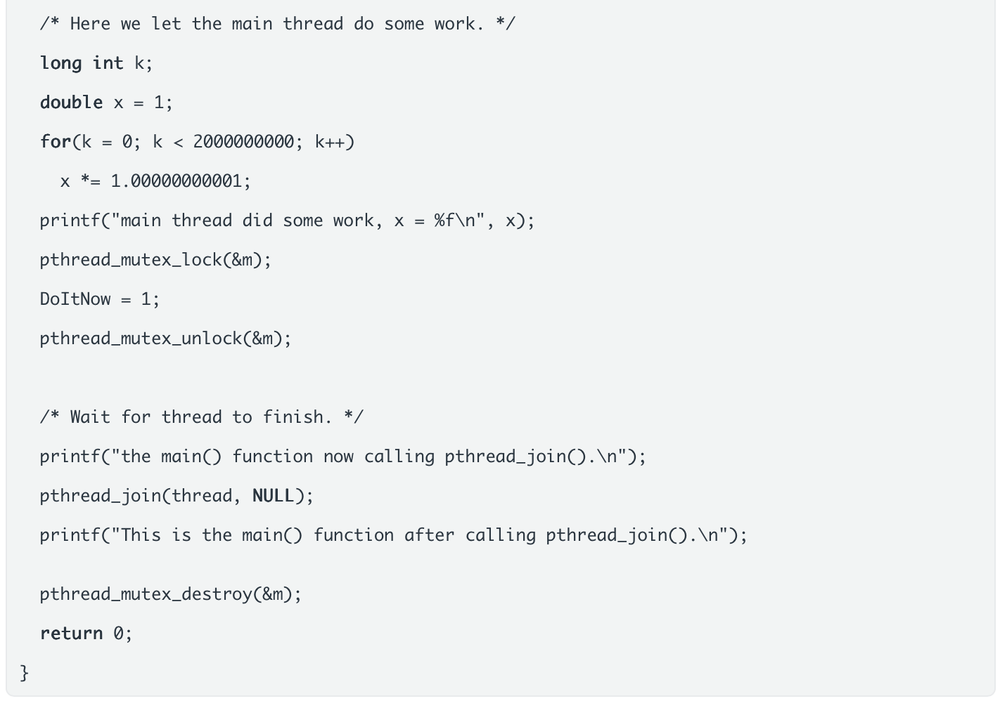 /* Here we let the main thread do some work. */
long int k;
double x = 1;
for(k = 0; k < 2000000000; k++)
x *= 1.00000000001;
printf("main thread did some work, x = %f\n", x);
pthread_mutex_lock(&m);
DoItNow = 1;
pthread_mutex_unlock(&m);
/* Wait for thread to finish. */
printf("the main() function now calling pthread_join().\n");
pthread_join(thread, NULL);
printf("This is the main() function after calling pthread_join().\n");
pthread_mutex_destroy(&m);
return 0;
}